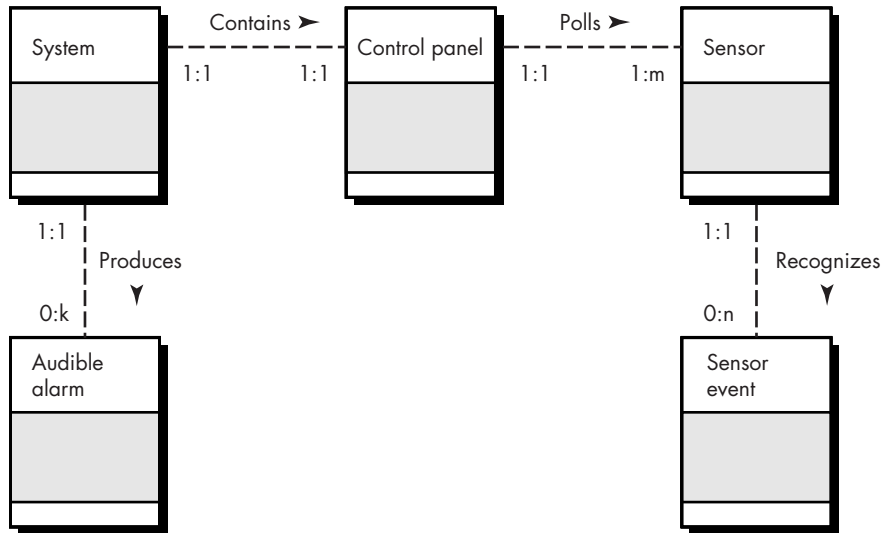 Contains
Polls
System
Control panel
Sensor
1:1
1:1
1:1
1:m
1:1
1:1
Produces
Recognizes
0:k
0:n
Audible
alarm
Sensor
event